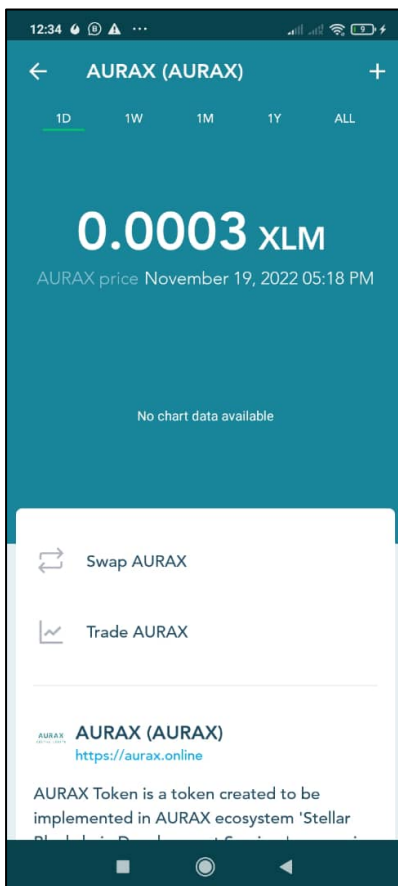 12:34
← AURAX (AURAX) +
1D 1W 1M 1Y ALL
0.0003 XLM
AURAX price November 19, 2022 05:18 PM
No chart data available
Swap AURAX
Trade AURAX
AURAX
AURAX (AURAX)
https://aurax.online
AURAX Token is a token created to be
implemented in AURAX ecosystem 'Stellar